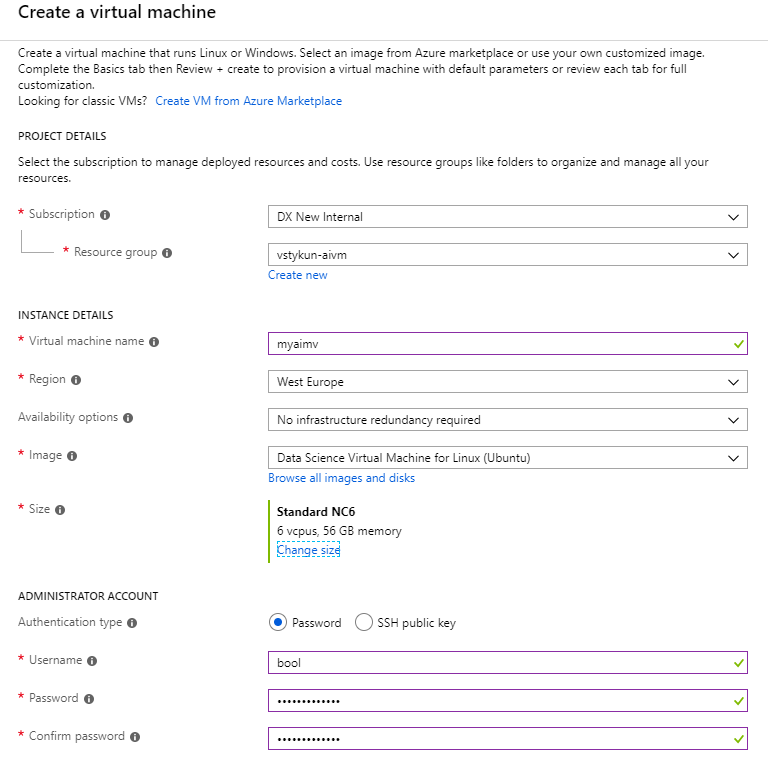 Create a virtual machine
Create a virtual machine that runs Linux or Windows. Select an image from Azure marketplace or use your own customized image.
Complete the Basics tab then Review + create to provision a virtual machine with default parameters or review each tab for full
customization.
Looking for classic VMs? Create VM from Azure Marketplace
PROJECT DETAILS
Select the subscription to manage deployed resources and costs. Use resource groups like folders to organize and manage all your
resources.
* Subscription DX New Internal
* Resource group vstykun-aivm
Create new
INSTANCE DETAILS
* Virtual machine name myaimv
* Region West Europe
Availability options No infrastructure redundancy required
* Image Data Science Virtual Machine for Linux (Ubuntu)
Browse all images and disks
* Size Standard NC6
6 vcpus, 56 GB memory
Change size
ADMINISTRATOR ACCOUNT
Authentication type Password SSH public key
* Username bool
* Password •••••••••••••
* Confirm password •••••••••••••